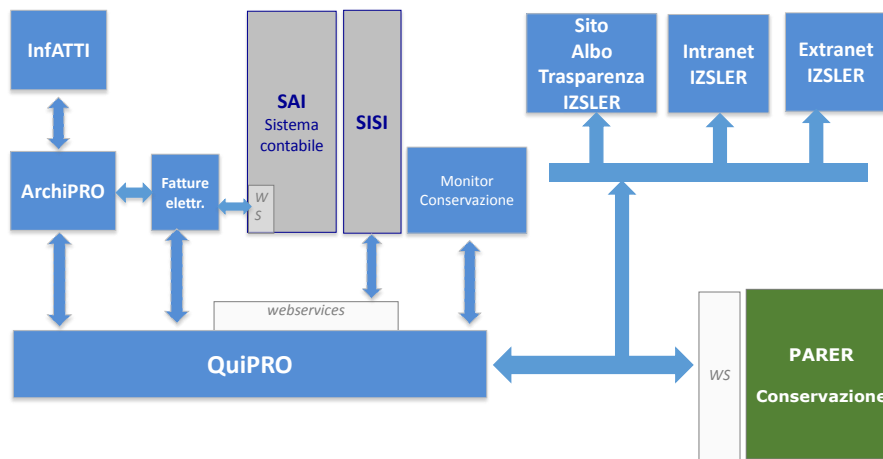 InfATTI
SAI
Sistema
contabile
SISI
Sito
Albo
Trasparenza
IZSLER
Intranet
IZSLER
Extranet
IZSLER
ArchiPRO
Fatture
elettr.
W
S
Monitor
Conservazione
webservices
QuiPRO
WS
PARER
Conservazione